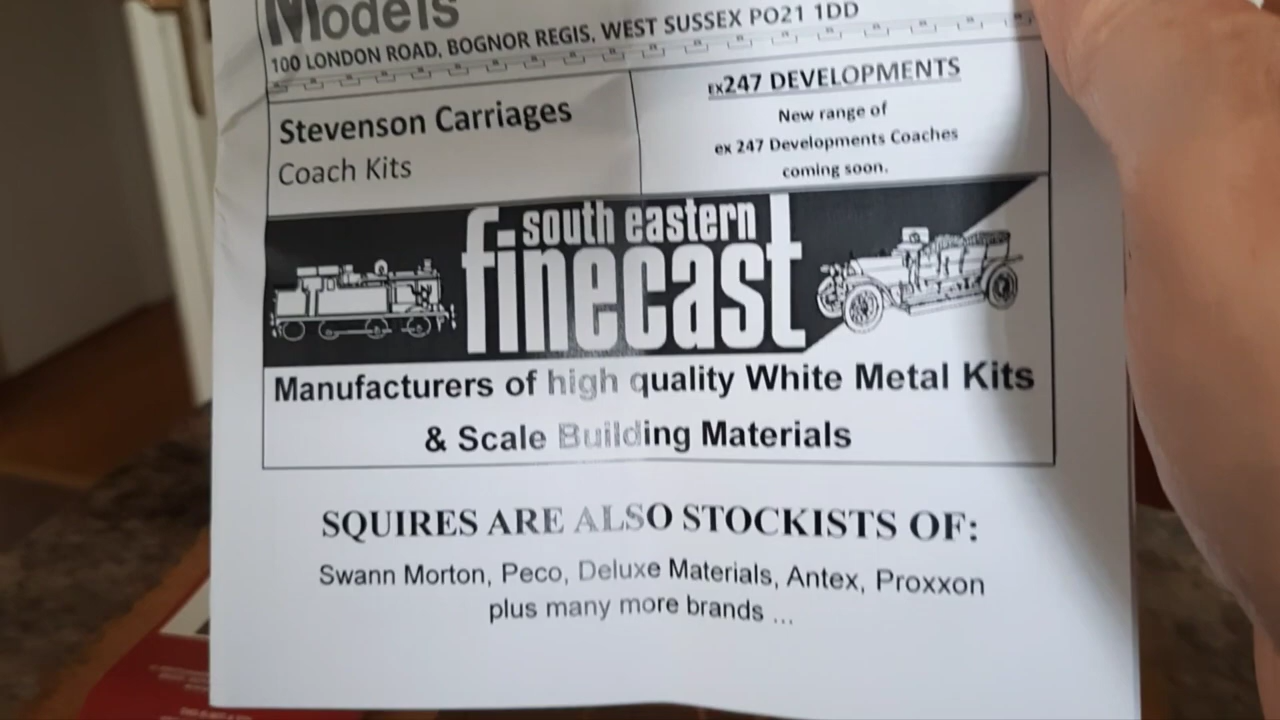 Models
100 LONDON ROAD, BOGNOR REGIS, WEST SUSSEX PO21 1DD
Stevenson Carriages
Coach Kits
EX247 DEVELOPMENTS
New range of
ex 247 Developments Coaches
coming soon.
south eastern
finecast
Manufacturers of high quality White Metal Kits
& Scale Building Materials
SQUIRES ARE ALSO STOCKISTS OF:
Swann Morton, Peco, Deluxe Materials, Antex, Proxxon
plus many more brands ...